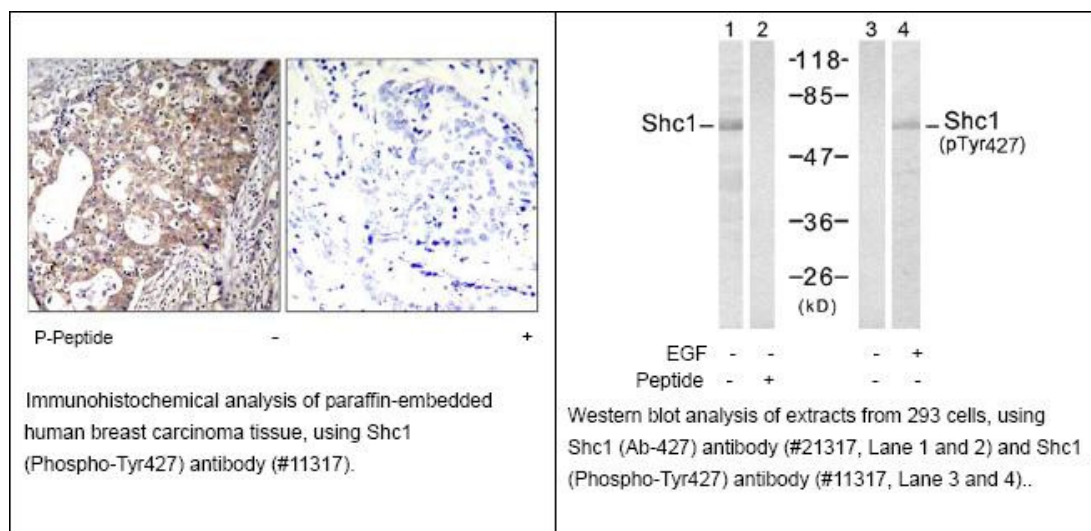 P-Peptide - +
Immunohistochemical analysis of paraffin-embedded
human breast carcinoma tissue, using Shc1
(Phospho-Tyr427) antibody (#11317).
1 2 3 4
-118-
-85-
Shc1- - Shc1
(pTyr427)
-47-
-36-
-26-
(kD)
EGF - - - +
Peptide - + - -
Western blot analysis of extracts from 293 cells, using
Shc1 (Ab-427) antibody (#21317, Lane 1 and 2) and Shc1
(Phospho-Tyr427) antibody (#11317, Lane 3 and 4)..